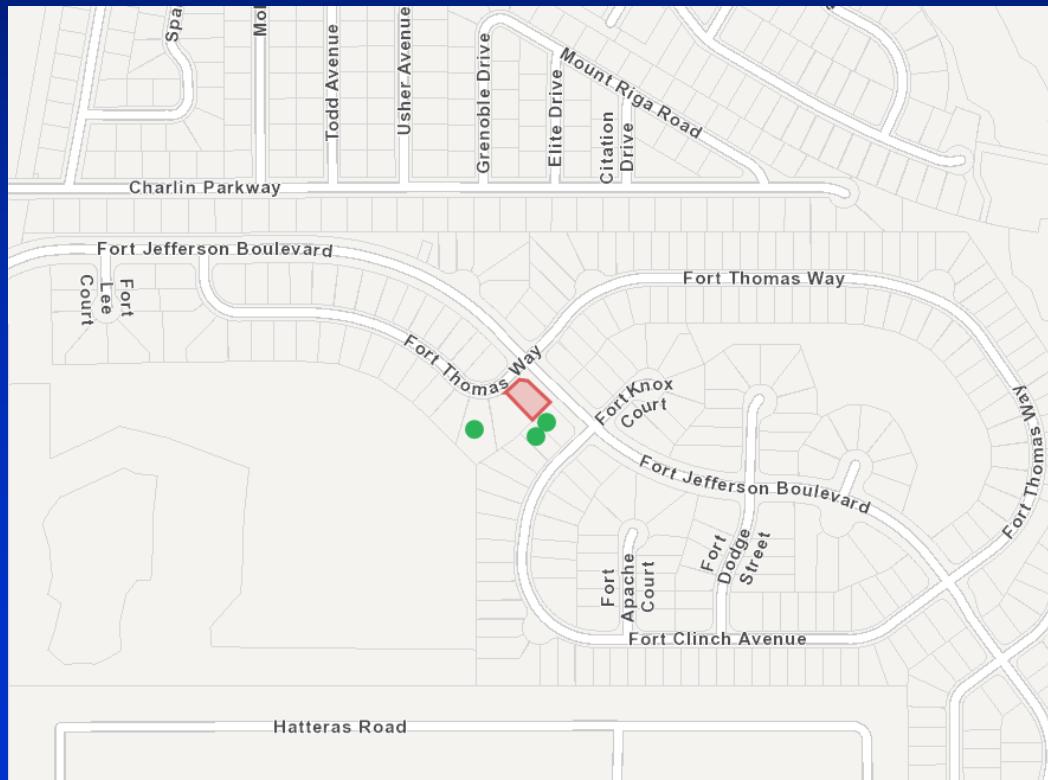 Spa
Mol
Todd Avenue
Usher Avenue
Grenoble Drive
Elite Drive
Citation
Drive
Mount Riga Road
Charlin Parkway
Fort Jefferson Boulevard
Fort
Lee
Court
Fort Thomas Way
Fort Thomas Way
Fort Knox
Court
Fort Thomas Way
Fort Jefferson Boulevard
Fort
Apache
Court
Fort
Dodge
Street
Fort Clinch Avenue
Hatteras Road